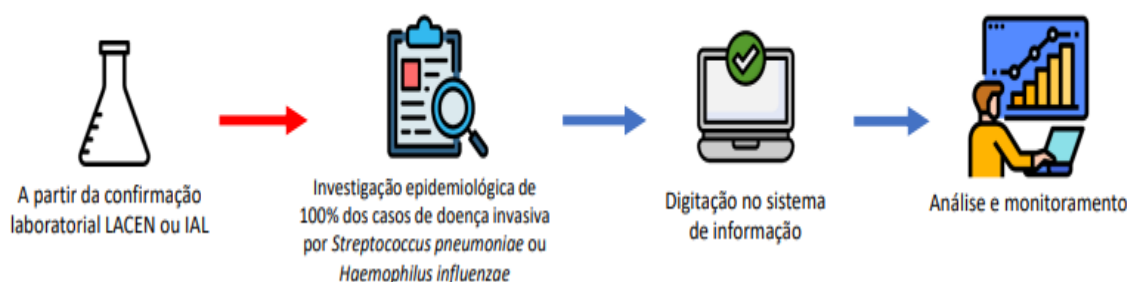 A partir da confirmação
laboratorial LACEN ou IAL
Investigação epidemiológica de
100% dos casos de doença invasiva
por Streptococcus pneumoniae ou
Haemophilus influenzae
Digitação no sistema
de informação
Análise e monitoramento